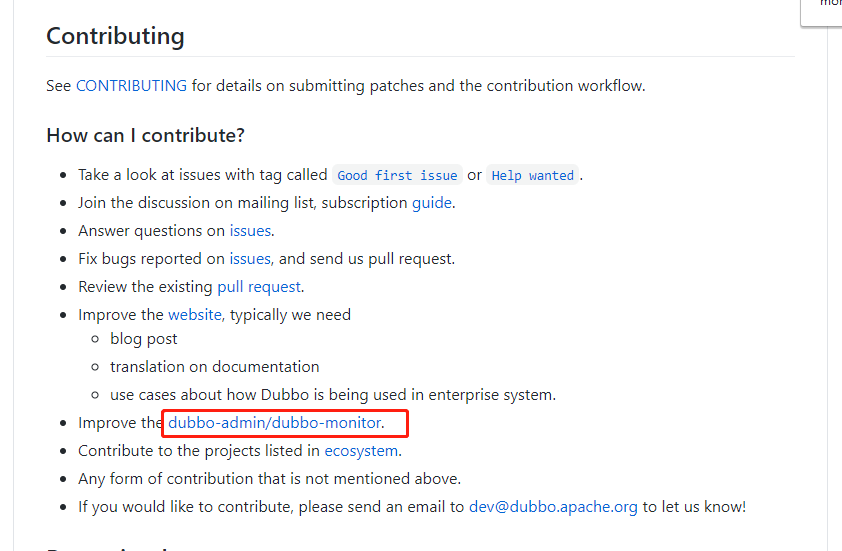 mor
Contributing
See CONTRIBUTING for details on submitting patches and the contribution workflow.
How can I contribute?
Take a look at issues with tag called Good first issue or Help wanted.
Join the discussion on mailing list, subscription guide.
Answer questions on issues.
Fix bugs reported on issues, and send us pull request.
Review the existing pull request.
Improve the website, typically we need
blog post
translation on documentation
use cases about how Dubbo is being used in enterprise system.
Improve the dubbo-admin/dubbo-monitor.
Contribute to the projects listed in ecosystem.
Any form of contribution that is not mentioned above.
If you would like to contribute, please send an email to dev@dubbo.apache.org to let us know!